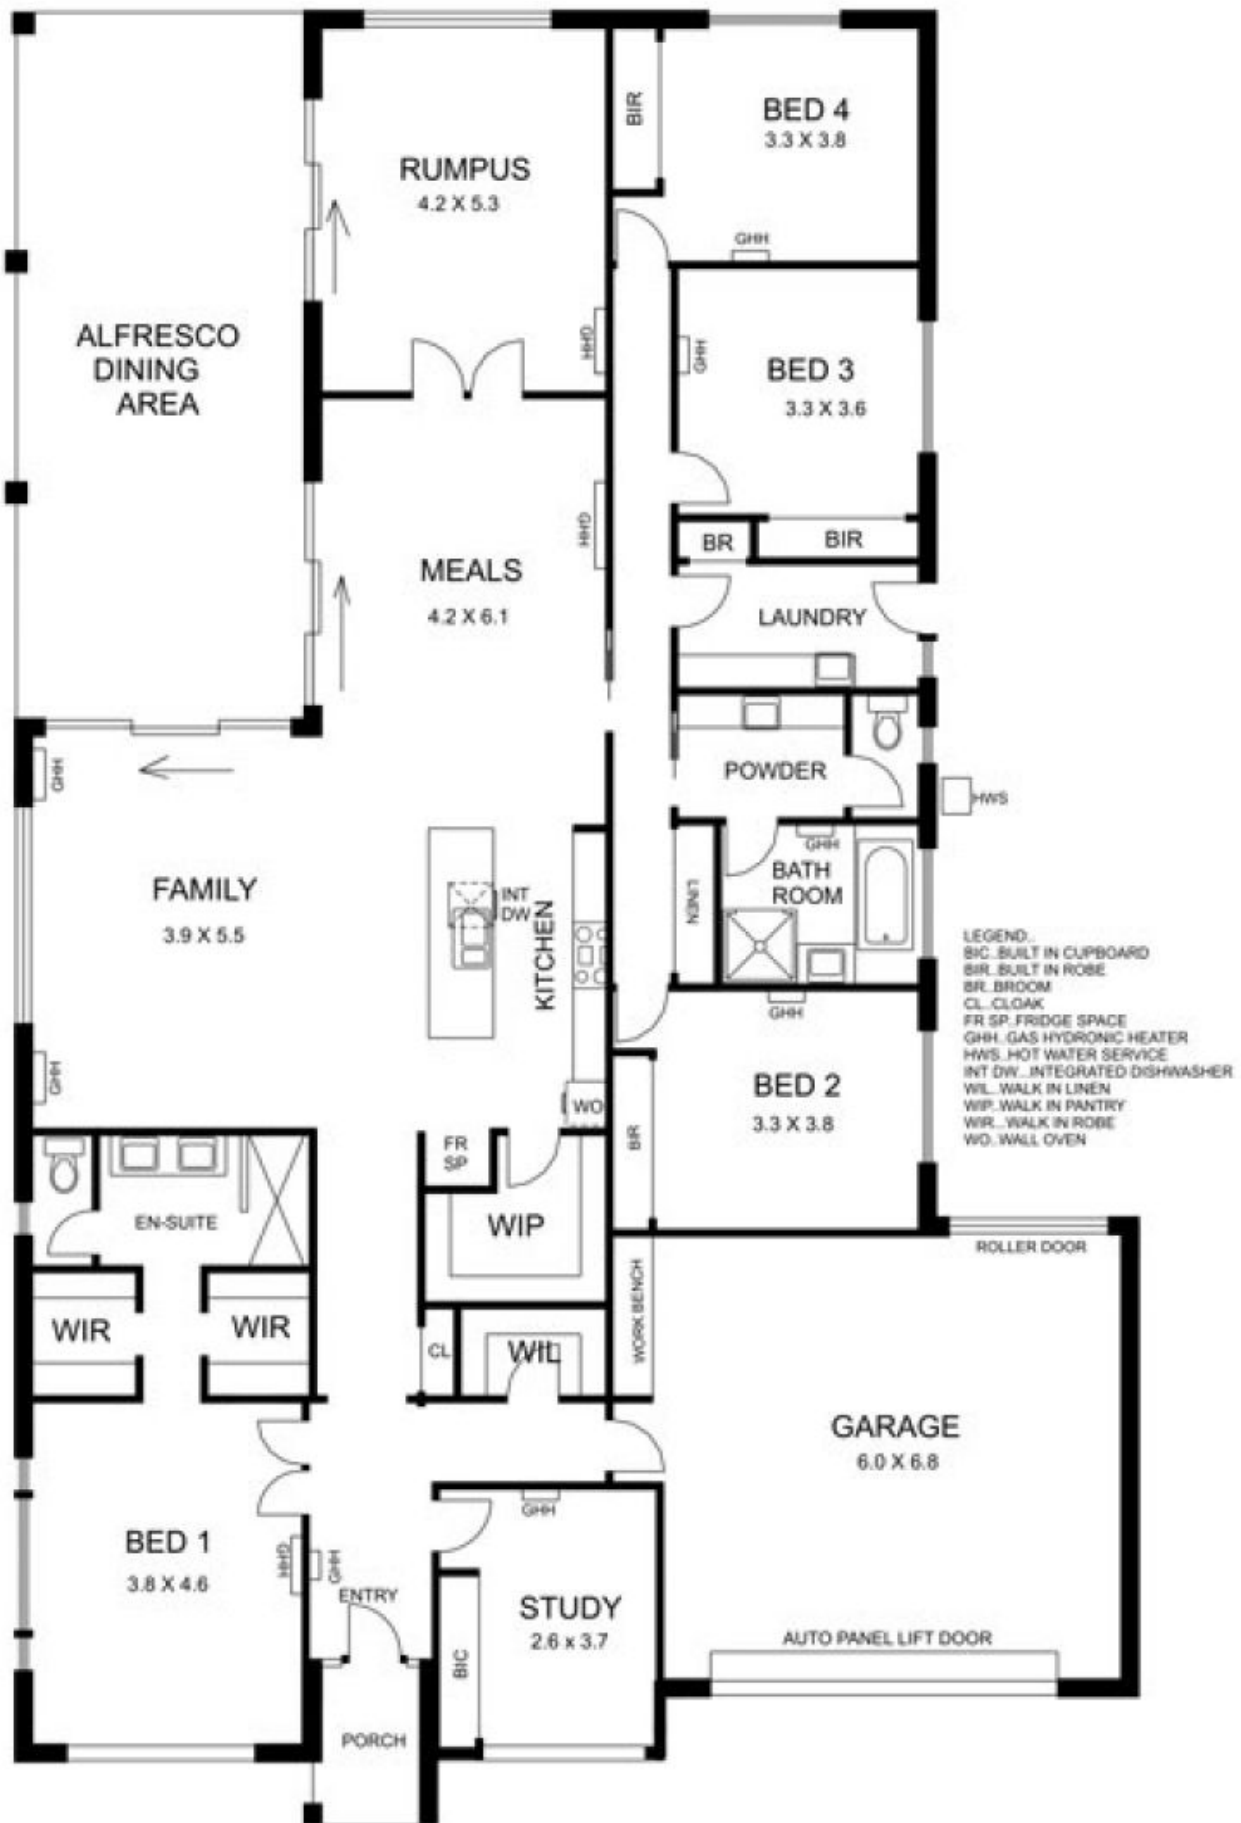 BIR
BED 4
3.3 X 3.8
GHH
RUMPUS
4.2 X 5.3
GHH
ALFRESCO
DINING
AREA
GHH
BED 3
3.3 X 3.6
BR
BIR
GHH
MEALS
4.2 X 6.1
LAUNDRY
POWDER
HWS
GHH
FAMILY
3.9 X 5.5
GHH
INT
DW
KITCHEN
WO
LINEN
GHH
BATH
ROOM
GHH
BED 2
3.3 X 3.8
BIR
LEGEND..
BIC..BUILT IN CUPBOARD
BIR..BUILT IN ROBE
BR..BROOM
CL..CLOAK
FR SP..FRIDGE SPACE
GHH..GAS HYDRONIC HEATER
HWS..HOT WATER SERVICE
INT DW...INTEGRATED DISHWASHER
WIL..WALK IN LINEN
WIP..WALK IN PANTRY
WIR...WALK IN ROBE
WO..WALL OVEN
FR
SP
WIP
EN-SUITE
WIR
WIR
CL
WIL
WORK BENCH
ROLLER DOOR
GARAGE
6.0 X 6.8
AUTO PANEL LIFT DOOR
BED 1
3.8 X 4.6
GHH
GHH
ENTRY
GHH
STUDY
2.6 x 3.7
BIC
PORCH